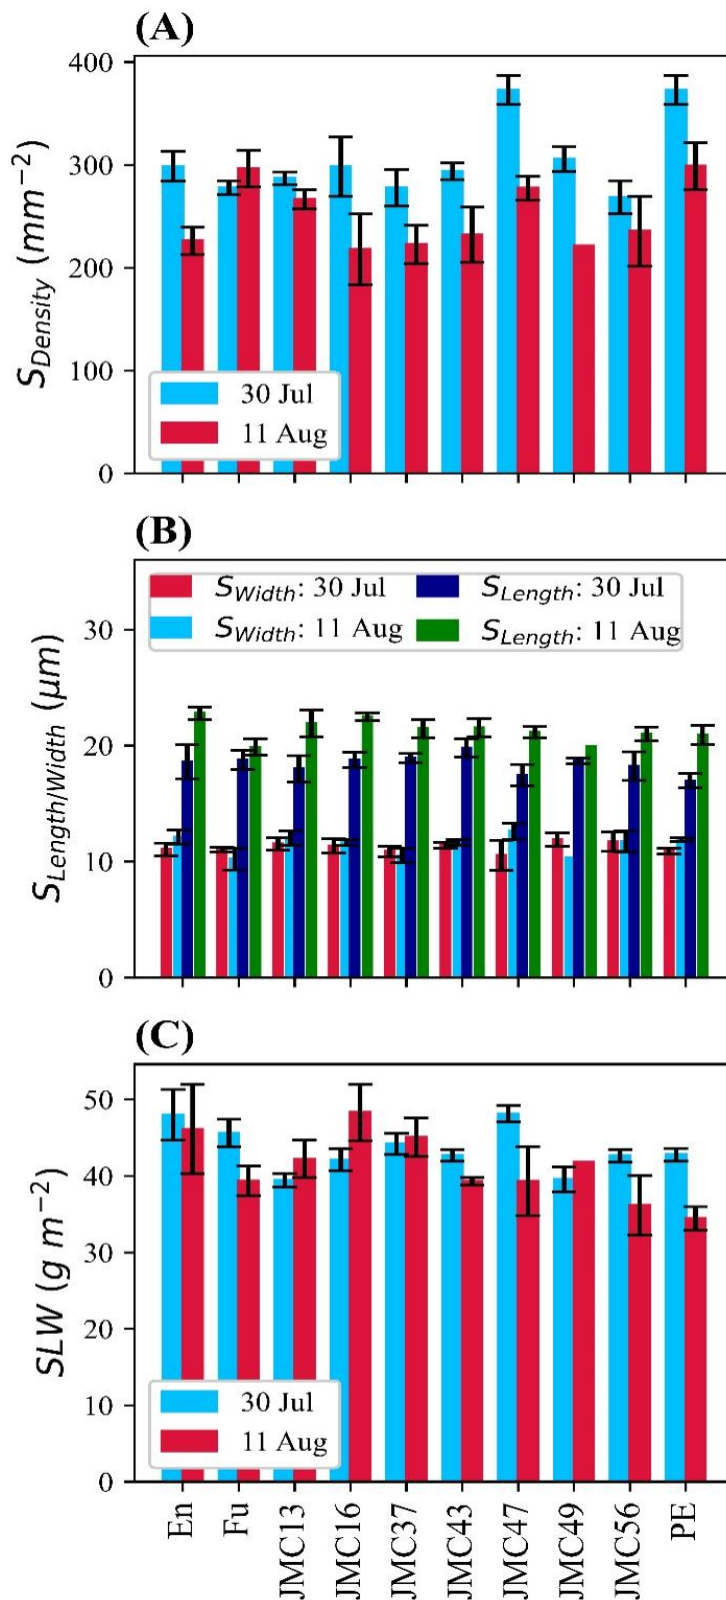 (A)
400
300
200
100
0
S_Density (mm⁻²)
30 Jul
11 Aug
(B)
S_Width: 30 Jul S_Length: 30 Jul
S_Width: 11 Aug S_Length: 11 Aug
30
20
10
0
S_Length/Width (μm)
(C)
50
40
30
20
10
0
SLW (g m⁻²)
30 Jul
11 Aug
En Fu JMC13 JMC16 JMC37 JMC43 JMC47 JMC49 JMC56 PE